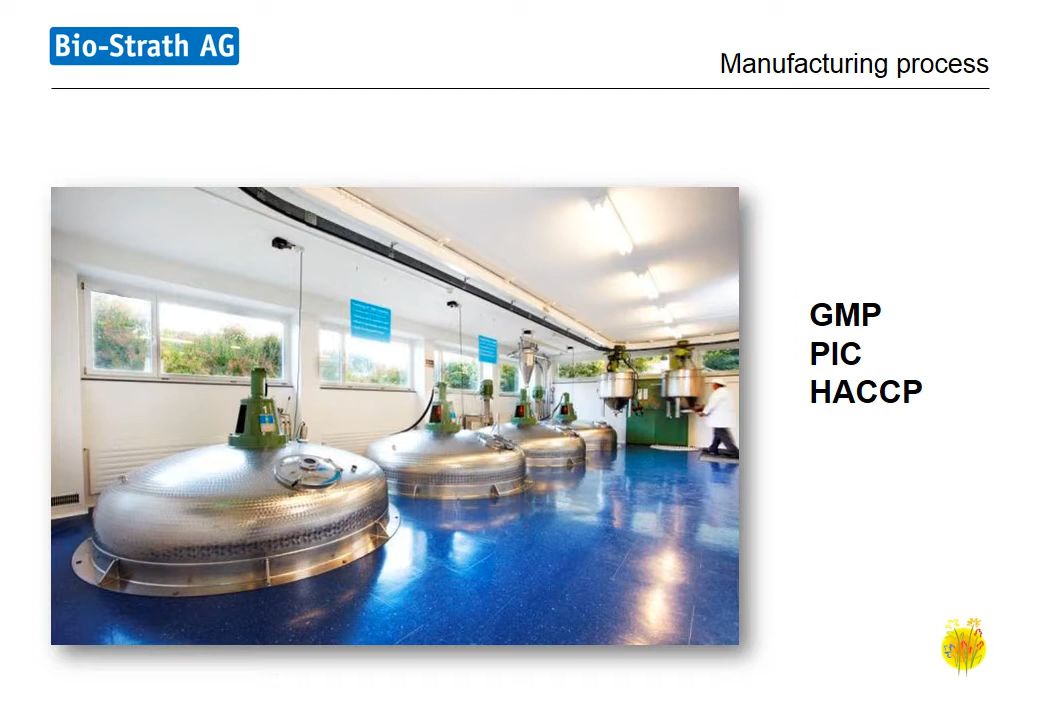 Bio-Strath AG
Manufacturing process
GMP
PIC
HACCP